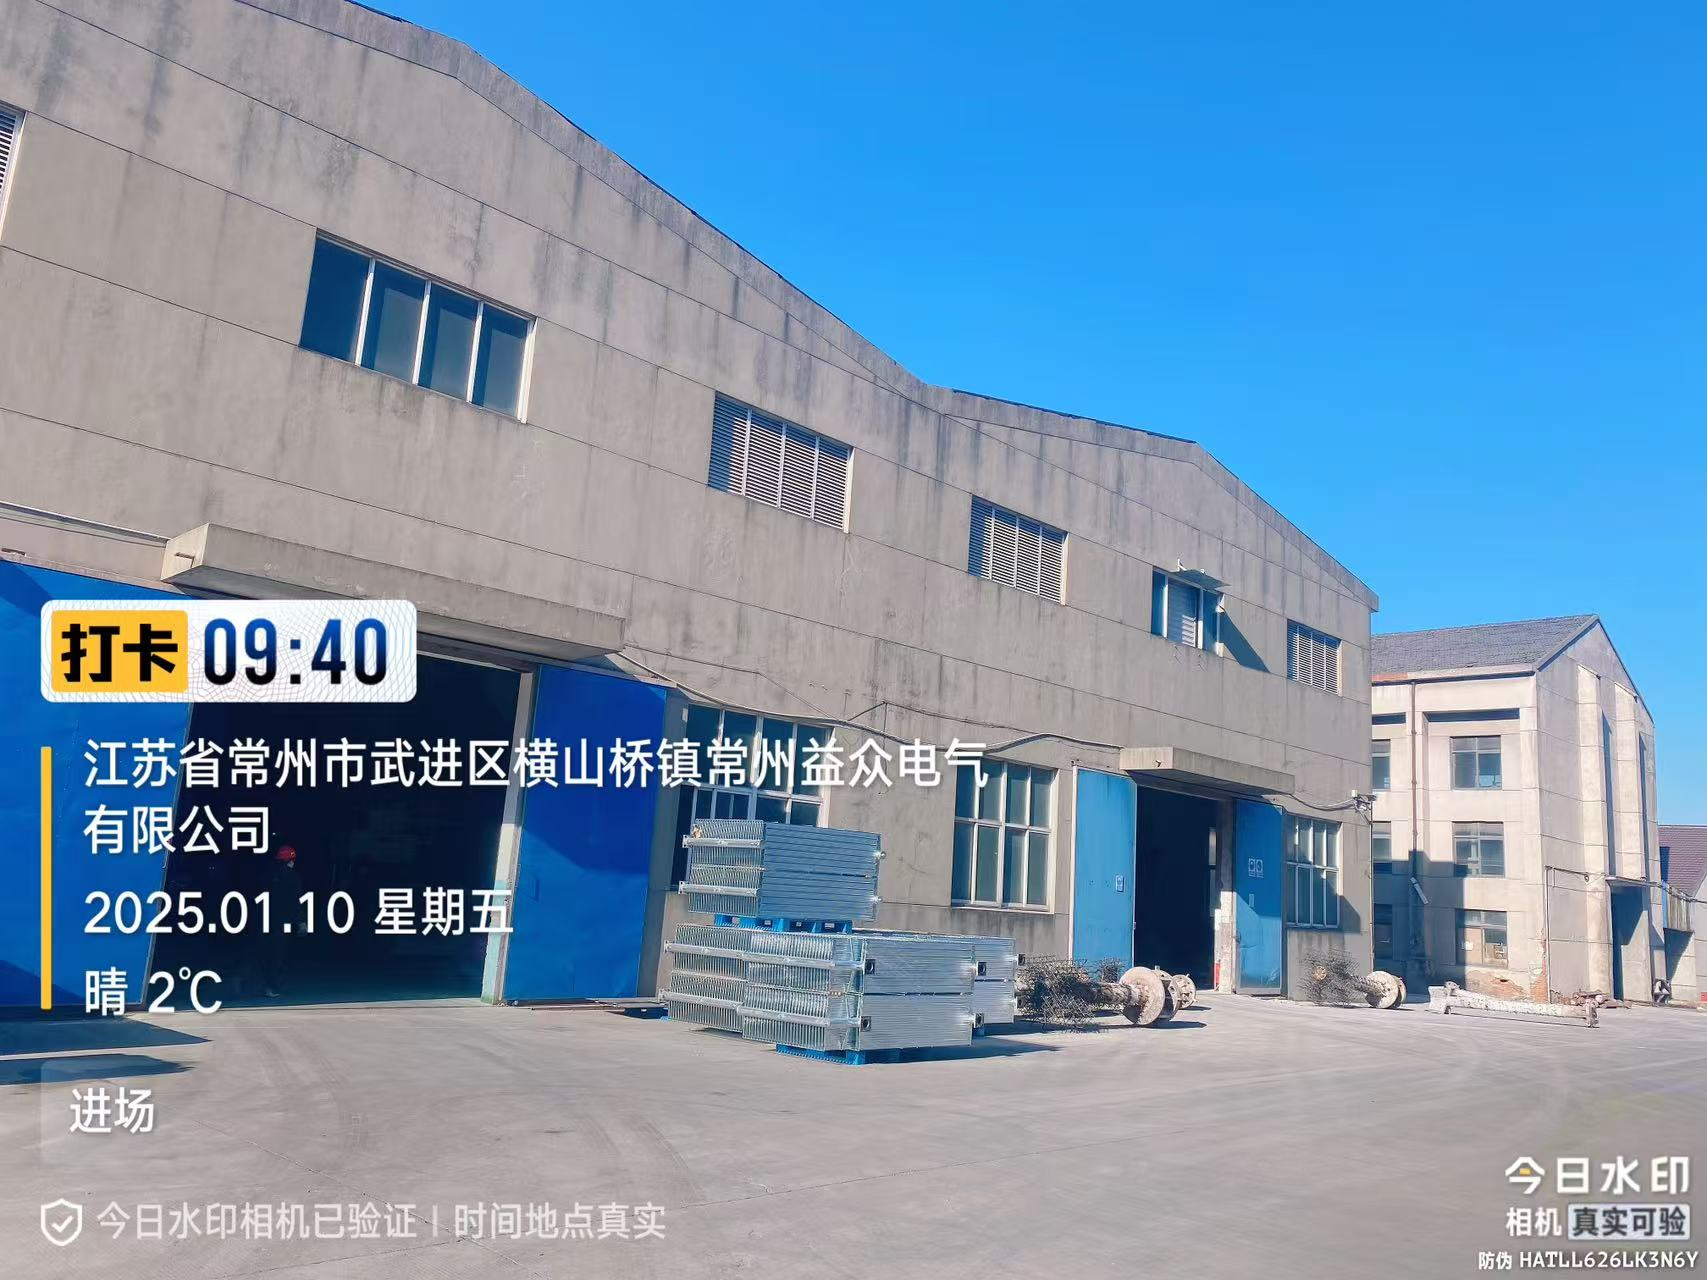 打卡 09:40
江苏省常州市武进区横山桥镇常州益众电气
有限公司
2025.01.10 星期五
晴 2℃
进场
今日水印相机已验证 | 时间地点真实
今日水印
相机 真实可验
防伪 HATLL626LK3N6Y